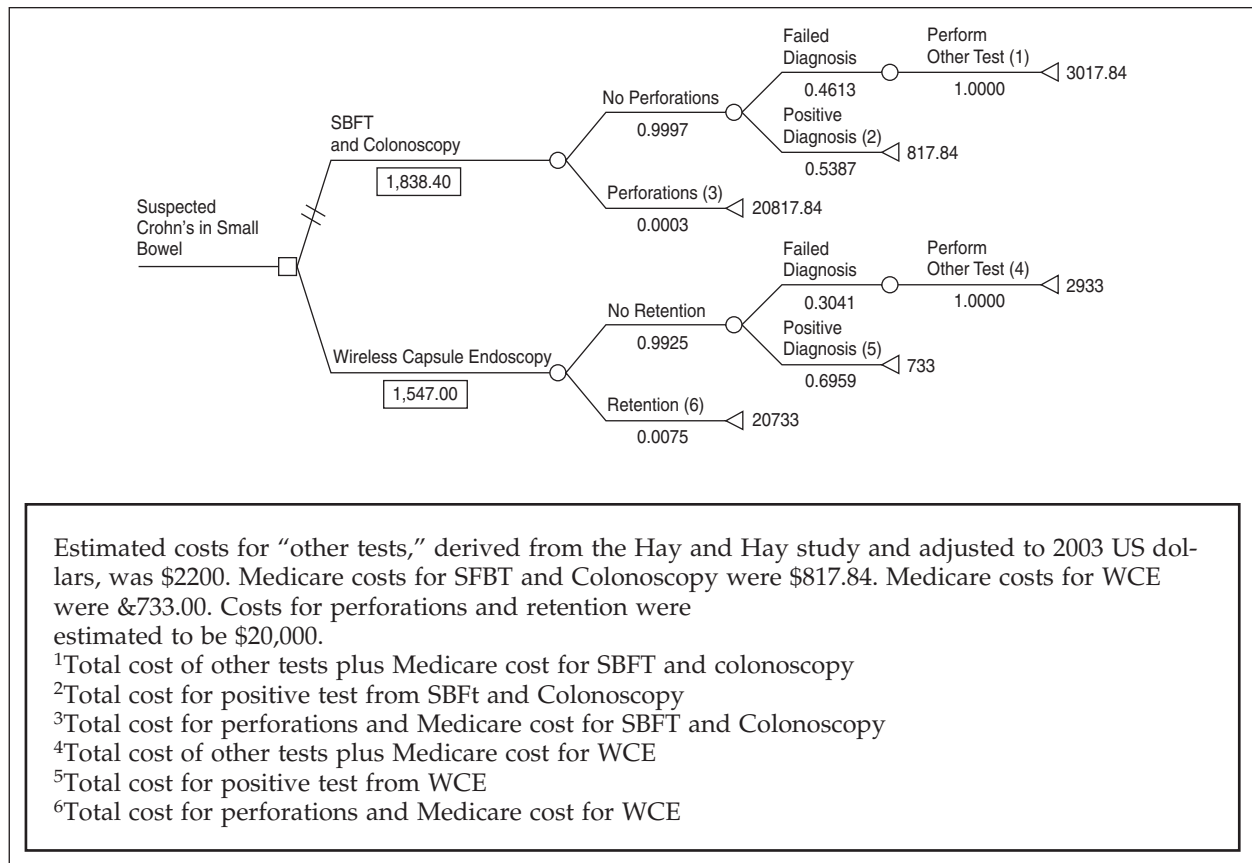 Failed
Diagnosis
0.4613
Perform
Other Test (1)
1.0000
3017.84
No Perforations
0.9997
Positive
Diagnosis (2)
0.5387
817.84
SBFT
and Colonoscopy
1,838.40
Perforations (3)
0.0003
20817.84
Suspected
Crohn's in Small
Bowel
Failed
Diagnosis
0.3041
Perform
Other Test (4)
1.0000
2933
No Retention
0.9925
Positive
Diagnosis (5)
0.6959
733
Wireless Capsule Endoscopy
1,547.00
Retention (6)
0.0075
20733
Estimated costs for “other tests,” derived from the Hay and Hay study and adjusted to 2003 US dol-
lars, was $2200. Medicare costs for SFBT and Colonoscopy were $817.84. Medicare costs for WCE
were &733.00. Costs for perforations and retention were
estimated to be $20,000.
¹Total cost of other tests plus Medicare cost for SBFT and colonoscopy
²Total cost for positive test from SBFt and Colonoscopy
³Total cost for perforations and Medicare cost for SBFT and Colonoscopy
⁴Total cost of other tests plus Medicare cost for WCE
⁵Total cost for positive test from WCE
⁶Total cost for perforations and Medicare cost for WCE